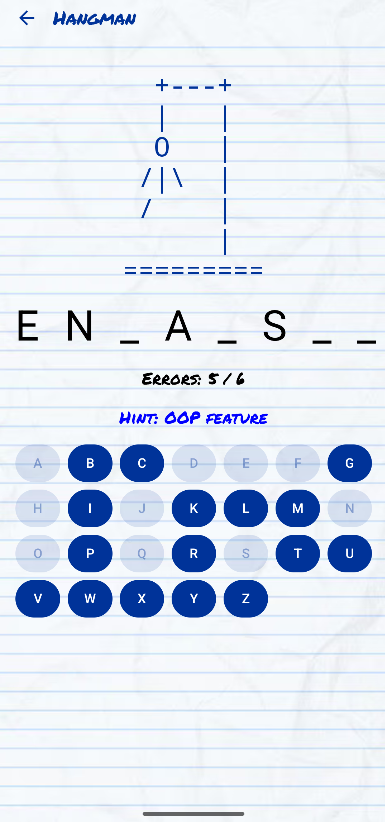 ← Hangman
+---+
|   |
O   |
/|\  |
/   |
    |
=========
E N _ A _ S _ _
Errors: 5 / 6
Hint: OOP feature
A B C D E F G
H I J K L M N
O P Q R S T U
V W X Y Z